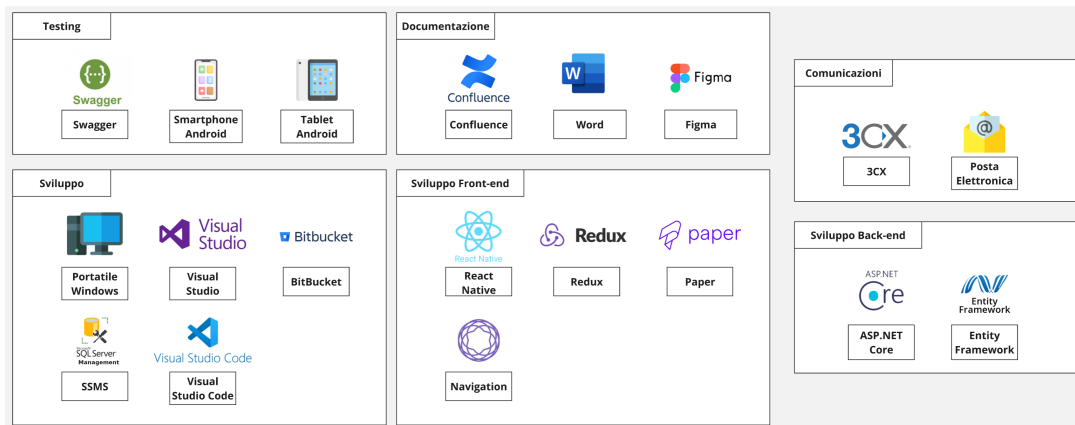 Testing
{···}
Swagger
Swagger
Smartphone
Android
Tablet
Android
Documentazione
Confluence
Confluence
W
Word
Figma
Figma
Comunicazioni
3CX
3CX
@
Posta
Elettronica
Sviluppo
Portatile
Windows
Visual
Studio
Visual
Studio
Bitbucket
BitBucket
Microsoft
SQL Server
Management
SSMS
Visual Studio Code
Visual
Studio Code
Sviluppo Front-end
React Native
React
Native
Redux
Redux
paper
Paper
Navigation
Sviluppo Back-end
ASP.NET
Core
ASP.NET
Core
Entity
Framework
Entity
Framework